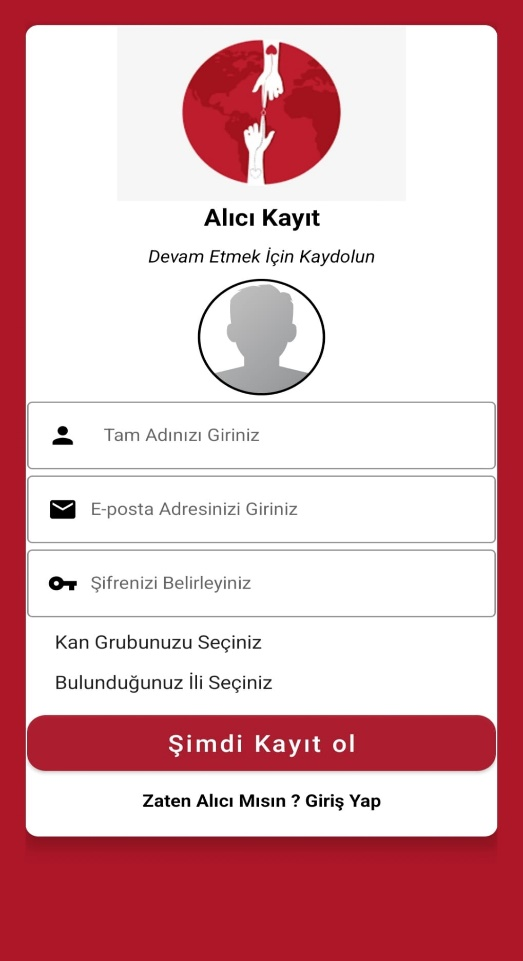 Alıcı Kayıt
Devam Etmek İçin Kaydolun
Tam Adınızı Giriniz
E-posta Adresinizi Giriniz
Şifrenizi Belirleyiniz
Kan Grubunuzu Seçiniz
Bulunduğunuz İli Seçiniz
Şimdi Kayıt ol
Zaten Alıcı Mısın ? Giriş Yap